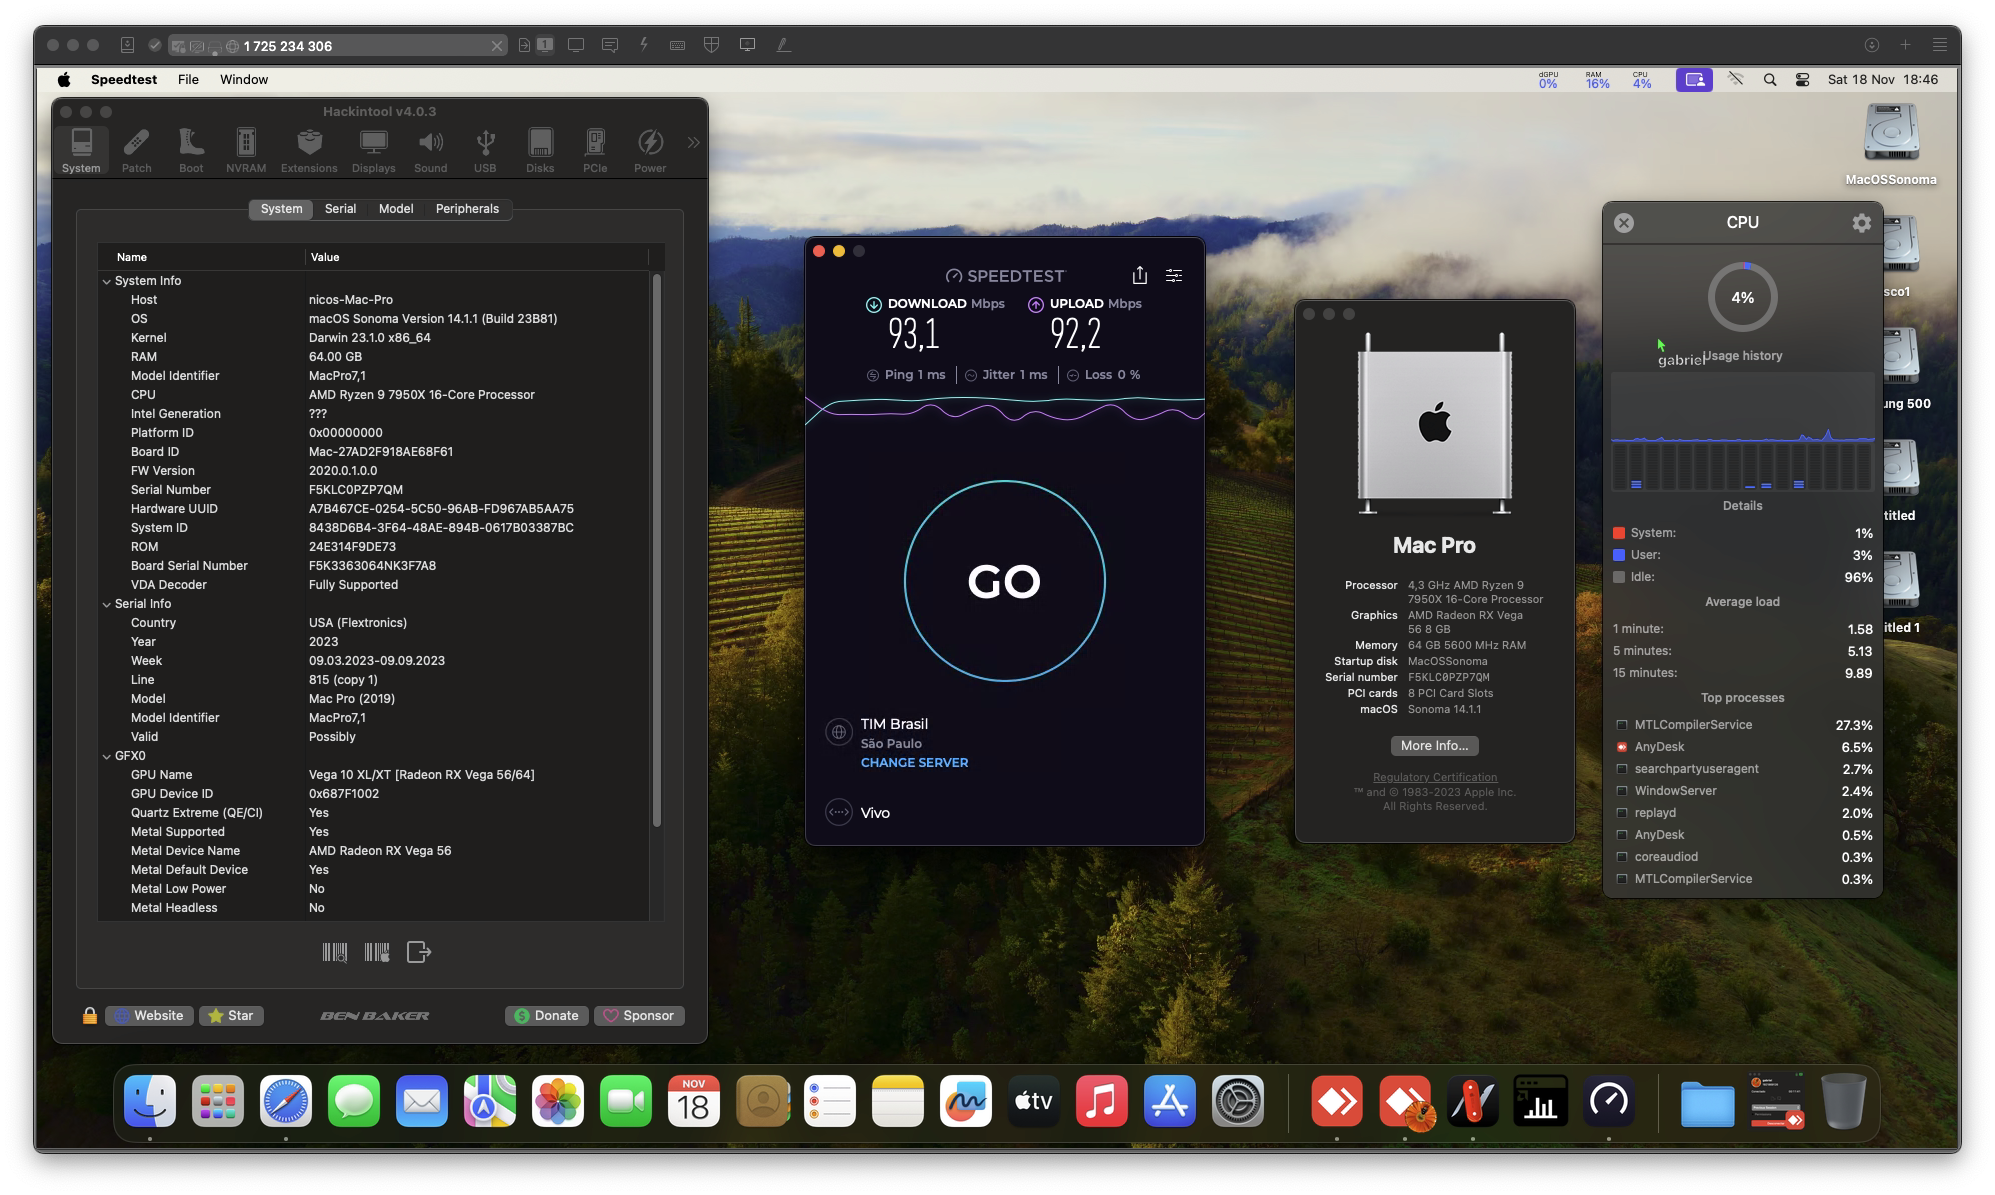 1 725 234 306
Speedtest File Window
dGPU 0% RAM 16% CPU 4% Sat 18 Nov 18:46
Hackintool v4.0.3
System Patch Boot NVRAM Extensions Displays Sound USB Disks PCIe Power
System Serial Model Peripherals
Name Value
System Info
Host nicos-Mac-Pro
OS macOS Sonoma Version 14.1.1 (Build 23B81)
Kernel Darwin 23.1.0 x86_64
RAM 64.00 GB
Model Identifier MacPro7,1
CPU AMD Ryzen 9 7950X 16-Core Processor
Intel Generation ???
Platform ID 0x00000000
Board ID Mac-27AD2F918AE68F61
FW Version 2020.0.1.0.0
Serial Number F5KLC0PZP7QM
Hardware UUID A7B467CE-0254-5C50-96AB-FD967AB5AA75
System ID 8438D6B4-3F64-48AE-894B-0617B03387BC
ROM 24E314F9DE73
Board Serial Number F5K3363064NK3F7A8
VDA Decoder Fully Supported
Serial Info
Country USA (Flextronics)
Year 2023
Week 09.03.2023-09.09.2023
Line 815 (copy 1)
Model Mac Pro (2019)
Model Identifier MacPro7,1
Valid Possibly
GFX0
GPU Name Vega 10 XL/XT [Radeon RX Vega 56/64]
GPU Device ID 0x687F1002
Quartz Extreme (QE/CI) Yes
Metal Supported Yes
Metal Device Name AMD Radeon RX Vega 56
Metal Default Device Yes
Metal Low Power No
Metal Headless No
Website Star BEN BAKER Donate Sponsor
SPEEDTEST
DOWNLOAD Mbps UPLOAD Mbps
93,1 92,2
Ping 1 ms Jitter 1 ms Loss 0 %
GO
TIM Brasil
São Paulo
CHANGE SERVER
Vivo
Mac Pro
Processor 4,3 GHz AMD Ryzen 9
7950X 16-Core Processor
Graphics AMD Radeon RX Vega
56 8 GB
Memory 64 GB 5600 MHz RAM
Startup disk MacOSSonoma
Serial number F5KLC0PZP7QM
PCI cards 8 PCI Card Slots
macOS Sonoma 14.1.1
More Info...
Regulatory Certification
™ and © 1983-2023 Apple Inc.
All Rights Reserved.
CPU
4%
gabriel
Usage history
Details
System: 1%
User: 3%
Idle: 96%
Average load
1 minute: 1.58
5 minutes: 5.13
15 minutes: 9.89
Top processes
MTLCompilerService 27.3%
AnyDesk 6.5%
searchpartyuseragent 2.7%
WindowServer 2.4%
replayd 2.0%
AnyDesk 0.5%
coreaudiod 0.3%
MTLCompilerService 0.3%
MacOSSonoma
sco1
ung 500
titled
itled 1
NOV
18
tv